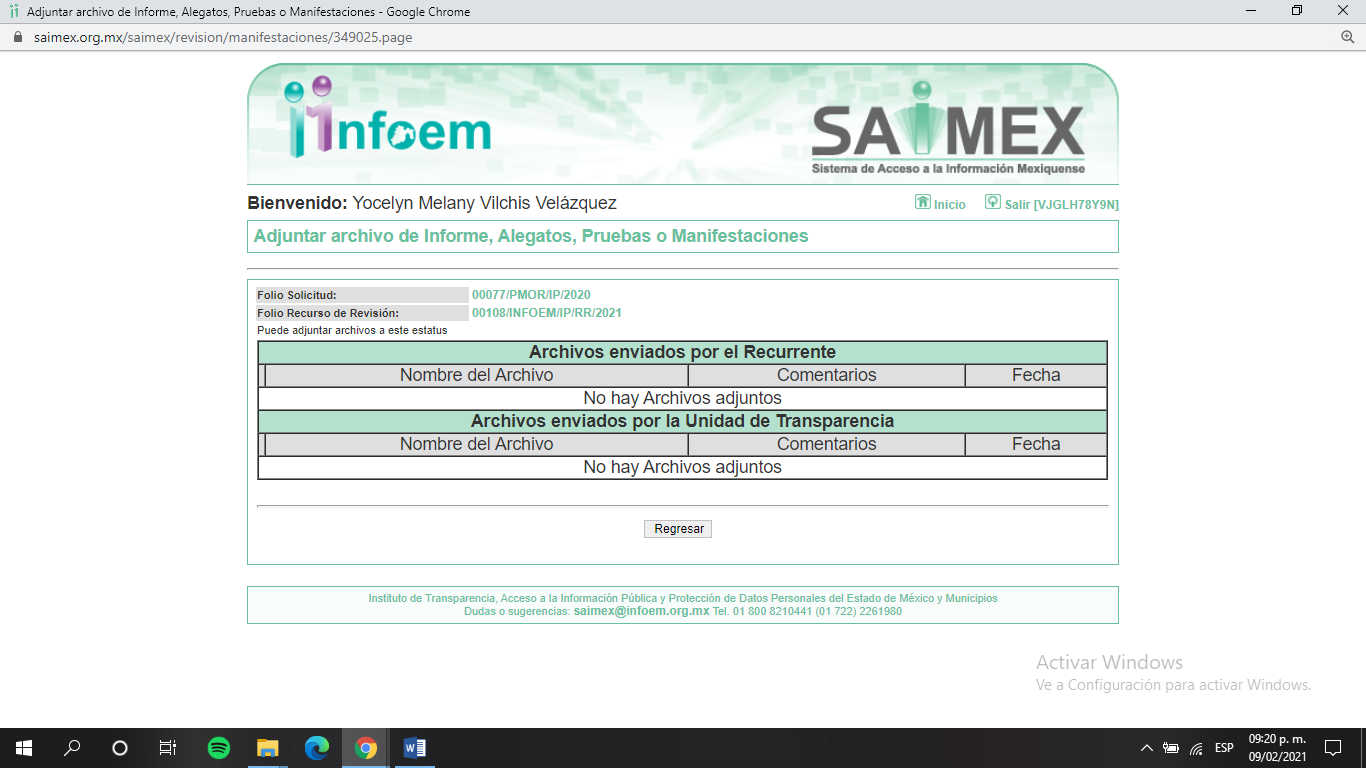 Adjuntar archivo de Informe, Alegatos, Pruebas o Manifestaciones - Google Chrome
saimex.org.mx/saimex/revision/manifestaciones/349025.page
infoem
SAIMEX
Sistema de Acceso a la Información Mexiquense
Bienvenido: Yocelyn Melany Vilchis Velázquez
Inicio Salir [VJGLH78Y9N]
Adjuntar archivo de Informe, Alegatos, Pruebas o Manifestaciones
Folio Solicitud: 00077/PMOR/IP/2020
Folio Recurso de Revisión: 00108/INFOEM/IP/RR/2021
Puede adjuntar archivos a este estatus
Archivos enviados por el Recurrente
Nombre del Archivo Comentarios Fecha
No hay Archivos adjuntos
Archivos enviados por la Unidad de Transparencia
Nombre del Archivo Comentarios Fecha
No hay Archivos adjuntos
Regresar
Instituto de Transparencia, Acceso a la Información Pública y Protección de Datos Personales del Estado de México y Municipios
Dudas o sugerencias: saimex@infoem.org.mx Tel. 01 800 8210441 (01 722) 2261980
Activar Windows
Ve a Configuración para activar Windows.
ESP
09:20 p. m.
09/02/2021